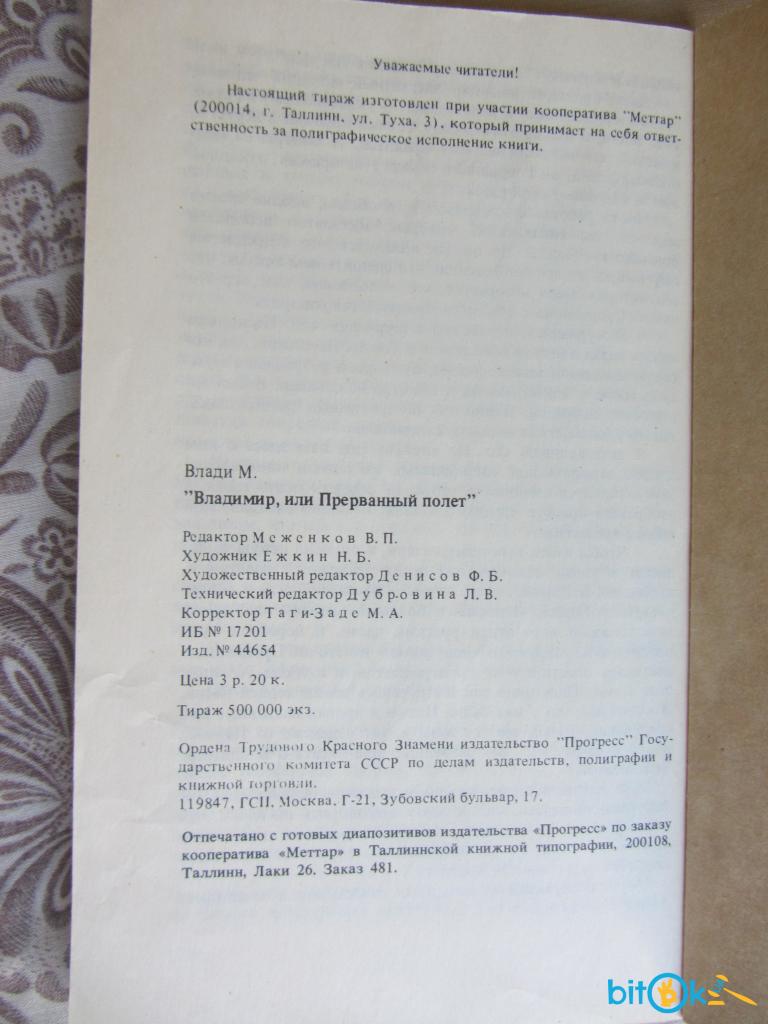 Уважаемые читатели!
Настоящий тираж изготовлен при участии кооператива "Меттар"
(200014, г. Таллинн, ул. Туха, 3), который принимает на себя ответ-
ственность за полиграфическое исполнение книги.
Влади М.
"Владимир, или Прерванный полет"
Редактор Меженков В. П.
Художник Ежкин Н. Б.
Художественный редактор Денисов Ф. Б.
Технический редактор Дубровина Л. В.
Корректор Таги-Заде М. А.
ИБ № 17201
Изд. № 44654
Цена 3 р. 20 к.
Тираж 500 000 экз.
Ордена Трудового Красного Знамени издательство "Прогресс" Госу-
дарственного комитета СССР по делам издательств, полиграфии и
книжной торговли.
119847, ГСП, Москва, Г-21, Зубовский бульвар, 17.
Отпечатано с готовых диапозитивов издательства «Прогресс» по заказу
кооператива «Меттар» в Таллиннской книжной типографии, 200108,
Таллинн, Лаки 26. Заказ 481.
bitok